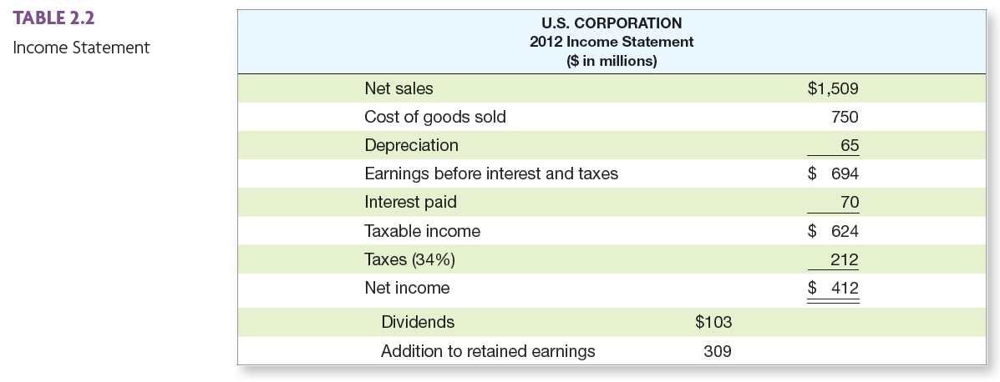 TABLE 2.2
Income Statement
U.S. CORPORATION
2012 Income Statement
($ in millions)
Net sales $1,509
Cost of goods sold 750
Depreciation 65
Earnings before interest and taxes $ 694
Interest paid 70
Taxable income $ 624
Taxes (34%) 212
Net income $ 412
Dividends $103
Addition to retained earnings 309